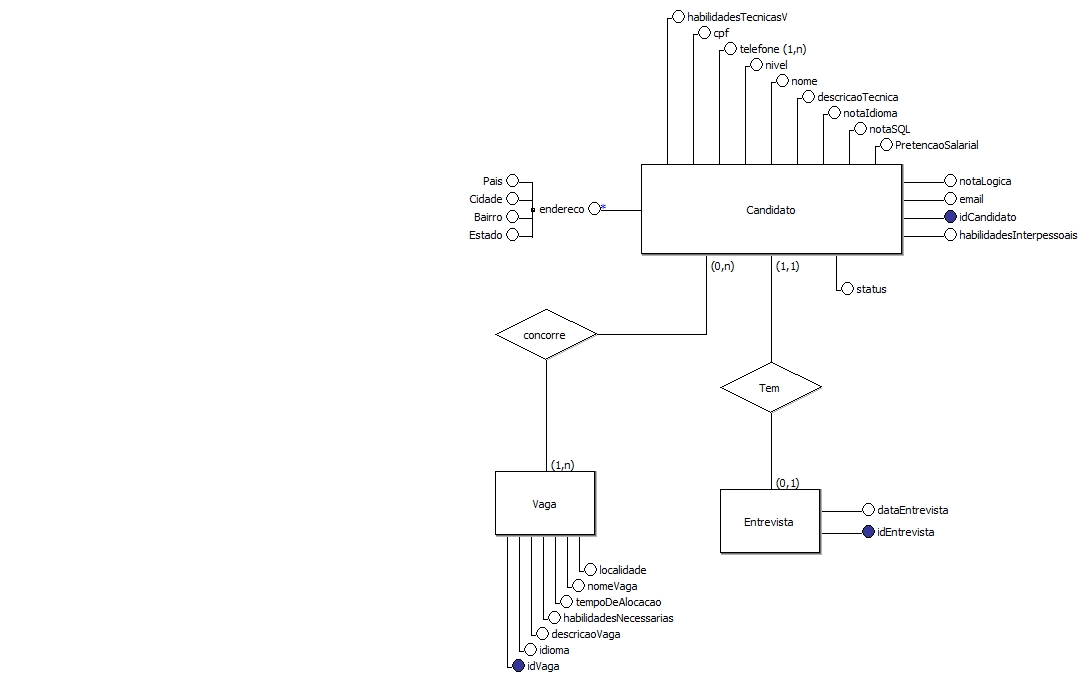 habilidadesTecnicasV
cpf
telefone (1,n)
nivel
nome
descricaoTecnica
notaIdioma
notaSQL
PretencaoSalarial
Pais
Cidade
Bairro
Estado
endereco *
Candidato
notaLogica
email
idCandidato
habilidadesInterpessoais
(0,n)
(1,1)
status
concorre
Tem
(1,n)
(0,1)
Vaga
Entrevista
dataEntrevista
idEntrevista
localidade
nomeVaga
tempoDeAlocacao
habilidadesNecessarias
descricaoVaga
idioma
idVaga